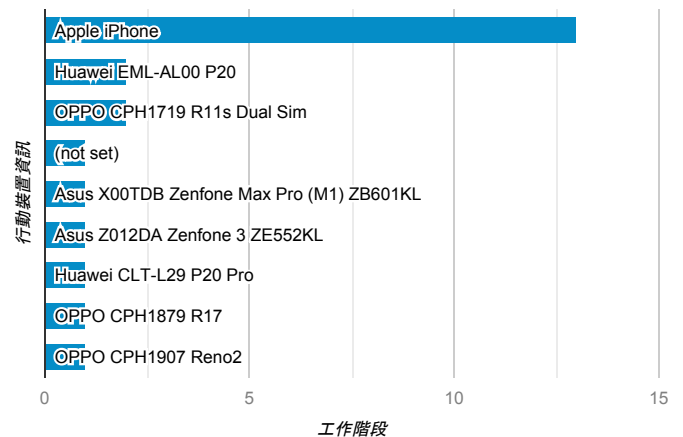 Apple iPhone
Huawei EML-AL00 P20
OPPO CPH1719 R11s Dual Sim
(not set)
Asus X00TDB Zenfone Max Pro (M1) ZB601KL
Asus Z012DA Zenfone 3 ZE552KL
Huawei CLT-L29 P20 Pro
OPPO CPH1879 R17
OPPO CPH1907 Reno2
行動裝置資訊
0 5 10 15
工作階段